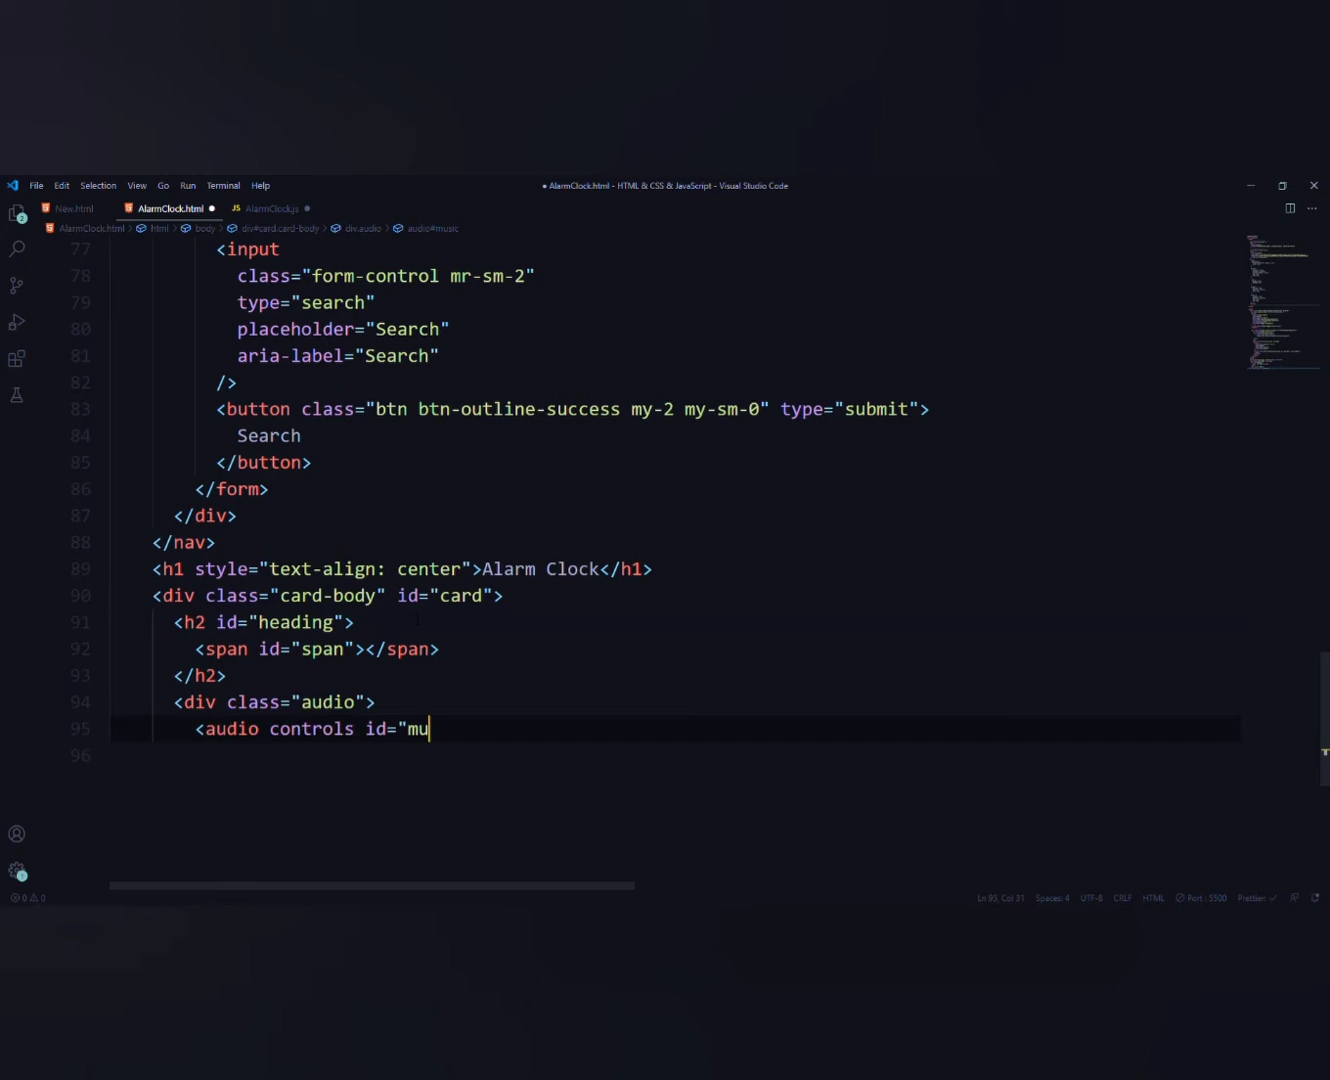 File Edit Selection View Go Run Terminal Help
● AlarmClock.html - HTML & CSS & JavaScript - Visual Studio Code
New.html AlarmClock.html ● JS AlarmClock.js ●
AlarmClock.html › html › body › div#card.card-body › div.audio › audio#music
77 <input
78 class="form-control mr-sm-2"
79 type="search"
80 placeholder="Search"
81 aria-label="Search"
82 />
83 <button class="btn btn-outline-success my-2 my-sm-0" type="submit">
84 Search
85 </button>
86 </form>
87 </div>
88 </nav>
89 <h1 style="text-align: center">Alarm Clock</h1>
90 <div class="card-body" id="card">
91 <h2 id="heading">
92 <span id="span"></span>
93 </h2>
94 <div class="audio">
95 <audio controls id="mu
96
0 0 Ln 95, Col 31 Spaces: 4 UTF-8 CRLF HTML Port : 5500 Prettier: ✓